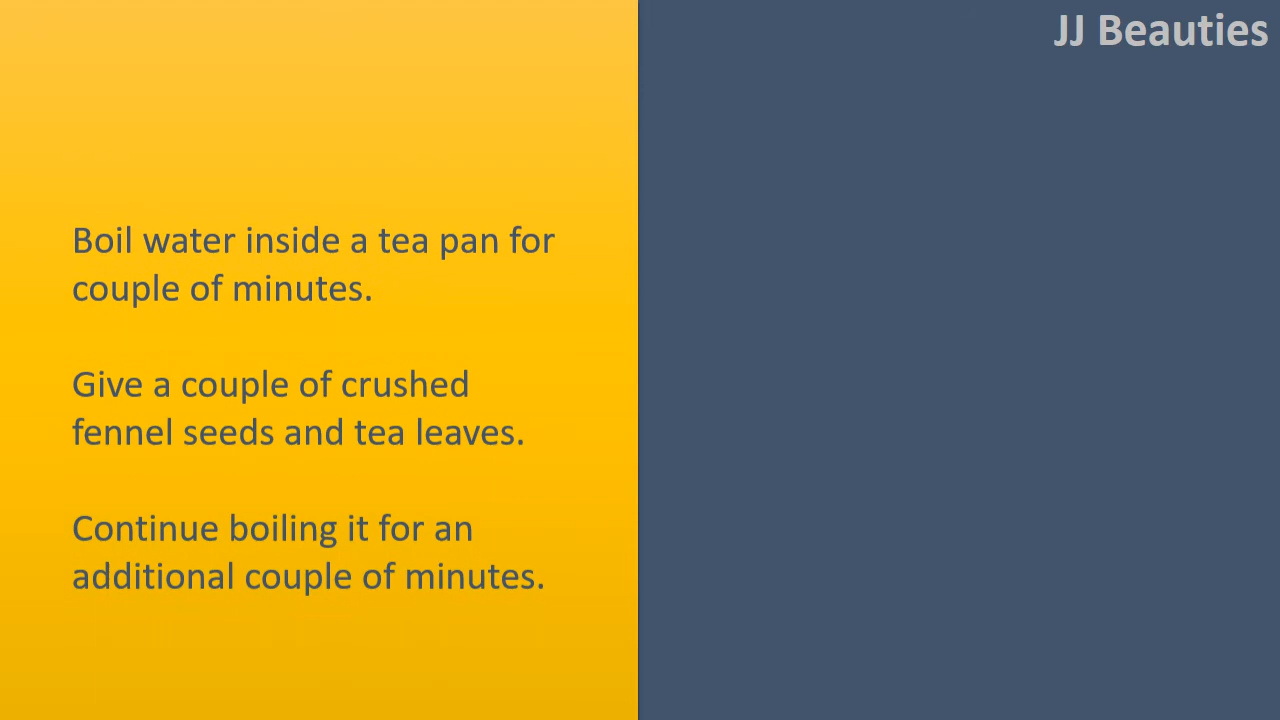 JJ Beauties
Boil water inside a tea pan for
couple of minutes.
Give a couple of crushed
fennel seeds and tea leaves.
Continue boiling it for an
additional couple of minutes.